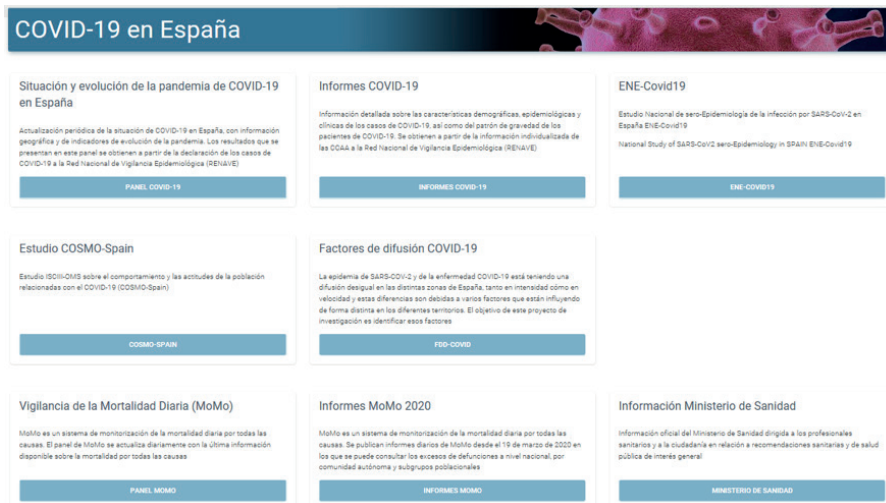 COVID-19 en España
Situación y evolución de la pandemia de COVID-19
en España
Actualización periódica de la situación de COVID-19 en España, con información
geográfica y de indicadores de evolución de la pandemia. Los resultados que se
presentan en este panel se obtienen a partir de la declaración de los casos de
COVID-19 a la Red Nacional de Vigilancia Epidemiológica (RENAVE)
PANEL COVID-19
Informes COVID-19
Información detallada sobre las características demográficas, epidemiológicas y
clínicas de los casos de COVID-19, así como del patrón de gravedad de los
pacientes de COVID-19. Se obtienen a partir de la información individualizada de
las CCAA a la Red Nacional de Vigilancia Epidemiológica (RENAVE)
INFORMES COVID-19
ENE-Covid19
Estudio Nacional de sero-Epidemiología de la infección por SARS-CoV-2 en
España ENE-Covid19
National Study of SARS-CoV2 sero-Epidemiology in SPAIN ENE-Covid19
ENE-COVID19
Estudio COSMO-Spain
Estudio ISCIII-OMS sobre el comportamiento y las actitudes de la población
relacionadas con el COVID-19 (COSMO-Spain)
COSMO-SPAIN
Factores de difusión COVID-19
La epidemia de SARS-COV-2 y de la enfermedad COVID-19 está teniendo una
difusión desigual en las distintas zonas de España, tanto en intensidad cómo en
velocidad y estas diferencias son debidas a varios factores que están influyendo
de forma distinta en los diferentes territorios. El objetivo de este proyecto de
investigación es identificar esos factores
FDD-COVID
Vigilancia de la Mortalidad Diaria (MoMo)
MoMo es un sistema de monitorización de la mortalidad diaria por todas las
causas. El panel de MoMo se actualiza diariamente con la última información
disponible sobre la mortalidad por todas las causas
PANEL MOMO
Informes MoMo 2020
MoMo es un sistema de monitorización de la mortalidad diaria por todas las
causas. Se publican informes diarios de MoMo desde el 19 de marzo de 2020 en
los que se puede consultar los excesos de defunciones a nivel nacional, por
comunidad autónoma y subgrupos poblacionales
INFORMES MOMO
Información Ministerio de Sanidad
Información oficial del Ministerio de Sanidad dirigida a los profesionales
sanitarios y a la ciudadanía en relación a recomendaciones sanitarias y de salud
pública de interés general
MINISTERIO DE SANIDAD